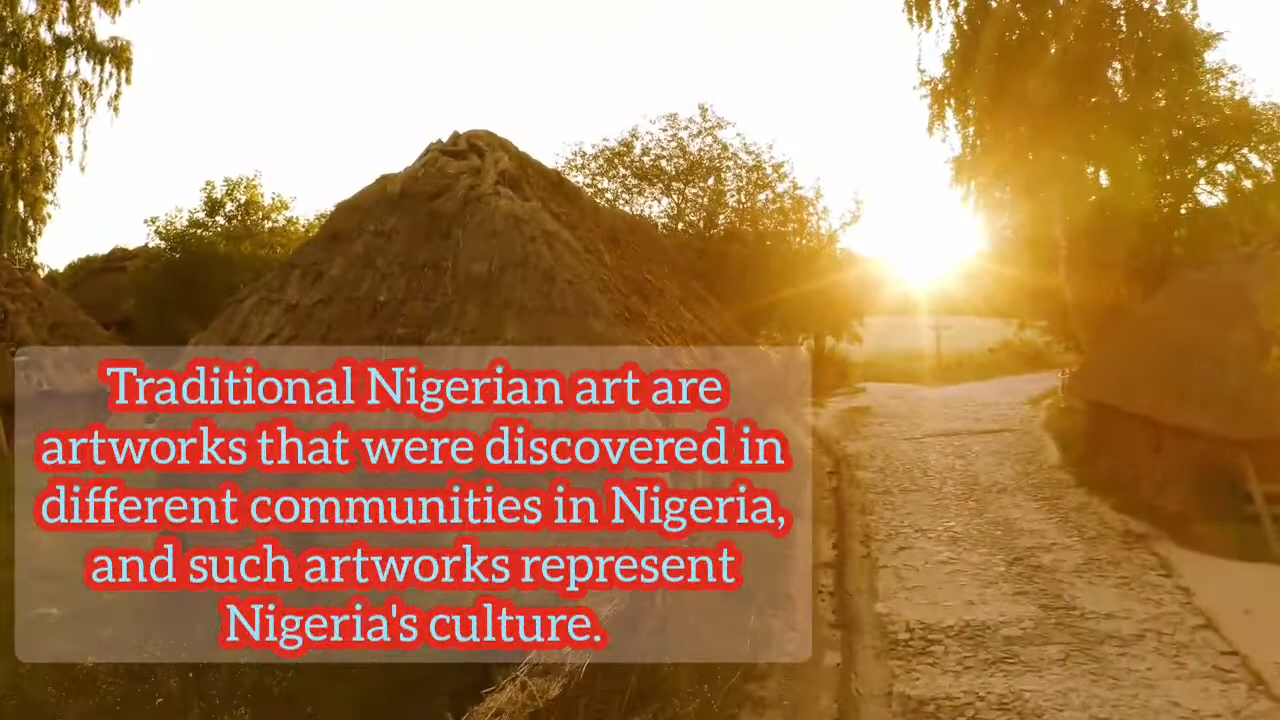 Traditional Nigerian art are
artworks that were discovered in
different communities in Nigeria,
and such artworks represent
Nigeria's culture.